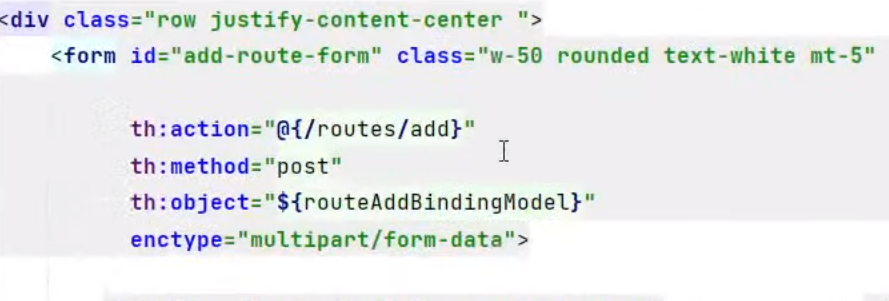 <div class="row justify-content-center ">
<form id="add-route-form" class="w-50 rounded text-white mt-5"
th:action="@{/routes/add}"
th:method="post"
th:object="${routeAddBindingModel}"
enctype="multipart/form-data">